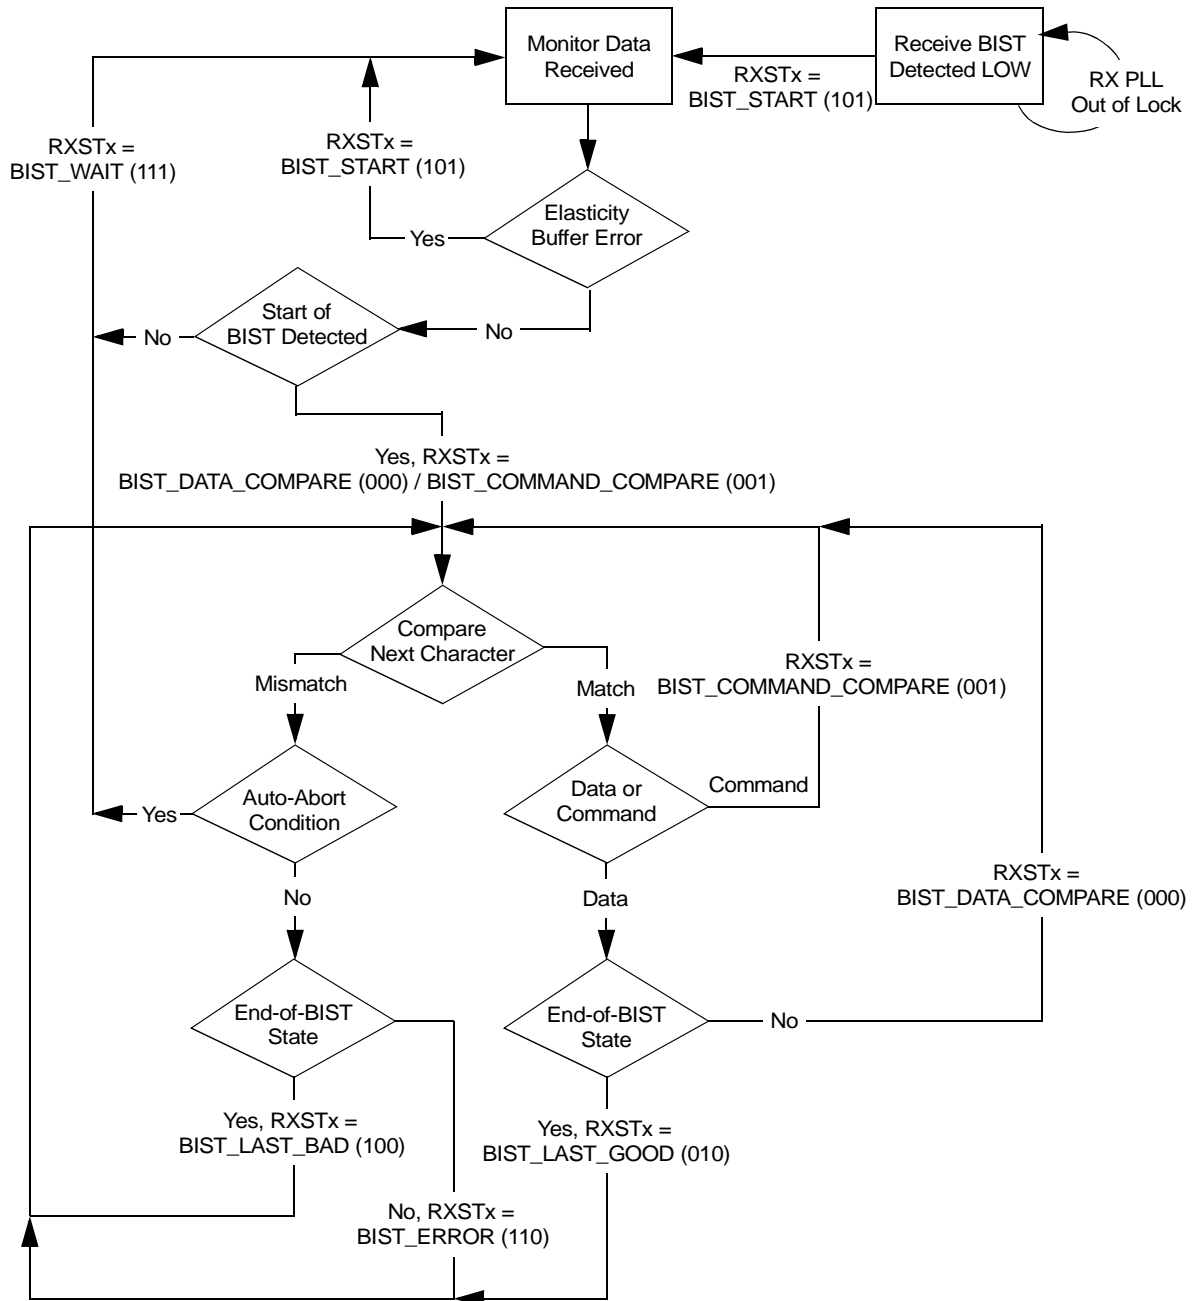 Monitor Data
Received
Receive BIST
Detected LOW
RX PLL
Out of Lock
RXSTx =
BIST_START (101)
RXSTx =
BIST_WAIT (111)
RXSTx =
BIST_START (101)
Elasticity
Buffer Error
Yes
No
Start of
BIST Detected
No
Yes, RXSTx =
BIST_DATA_COMPARE (000) / BIST_COMMAND_COMPARE (001)
Compare
Next Character
Mismatch
Match
RXSTx =
BIST_COMMAND_COMPARE (001)
Auto-Abort
Condition
Yes
Data or
Command
Command
No
Data
RXSTx =
BIST_DATA_COMPARE (000)
End-of-BIST
State
End-of-BIST
State
No
Yes, RXSTx =
BIST_LAST_BAD (100)
Yes, RXSTx =
BIST_LAST_GOOD (010)
No, RXSTx =
BIST_ERROR (110)